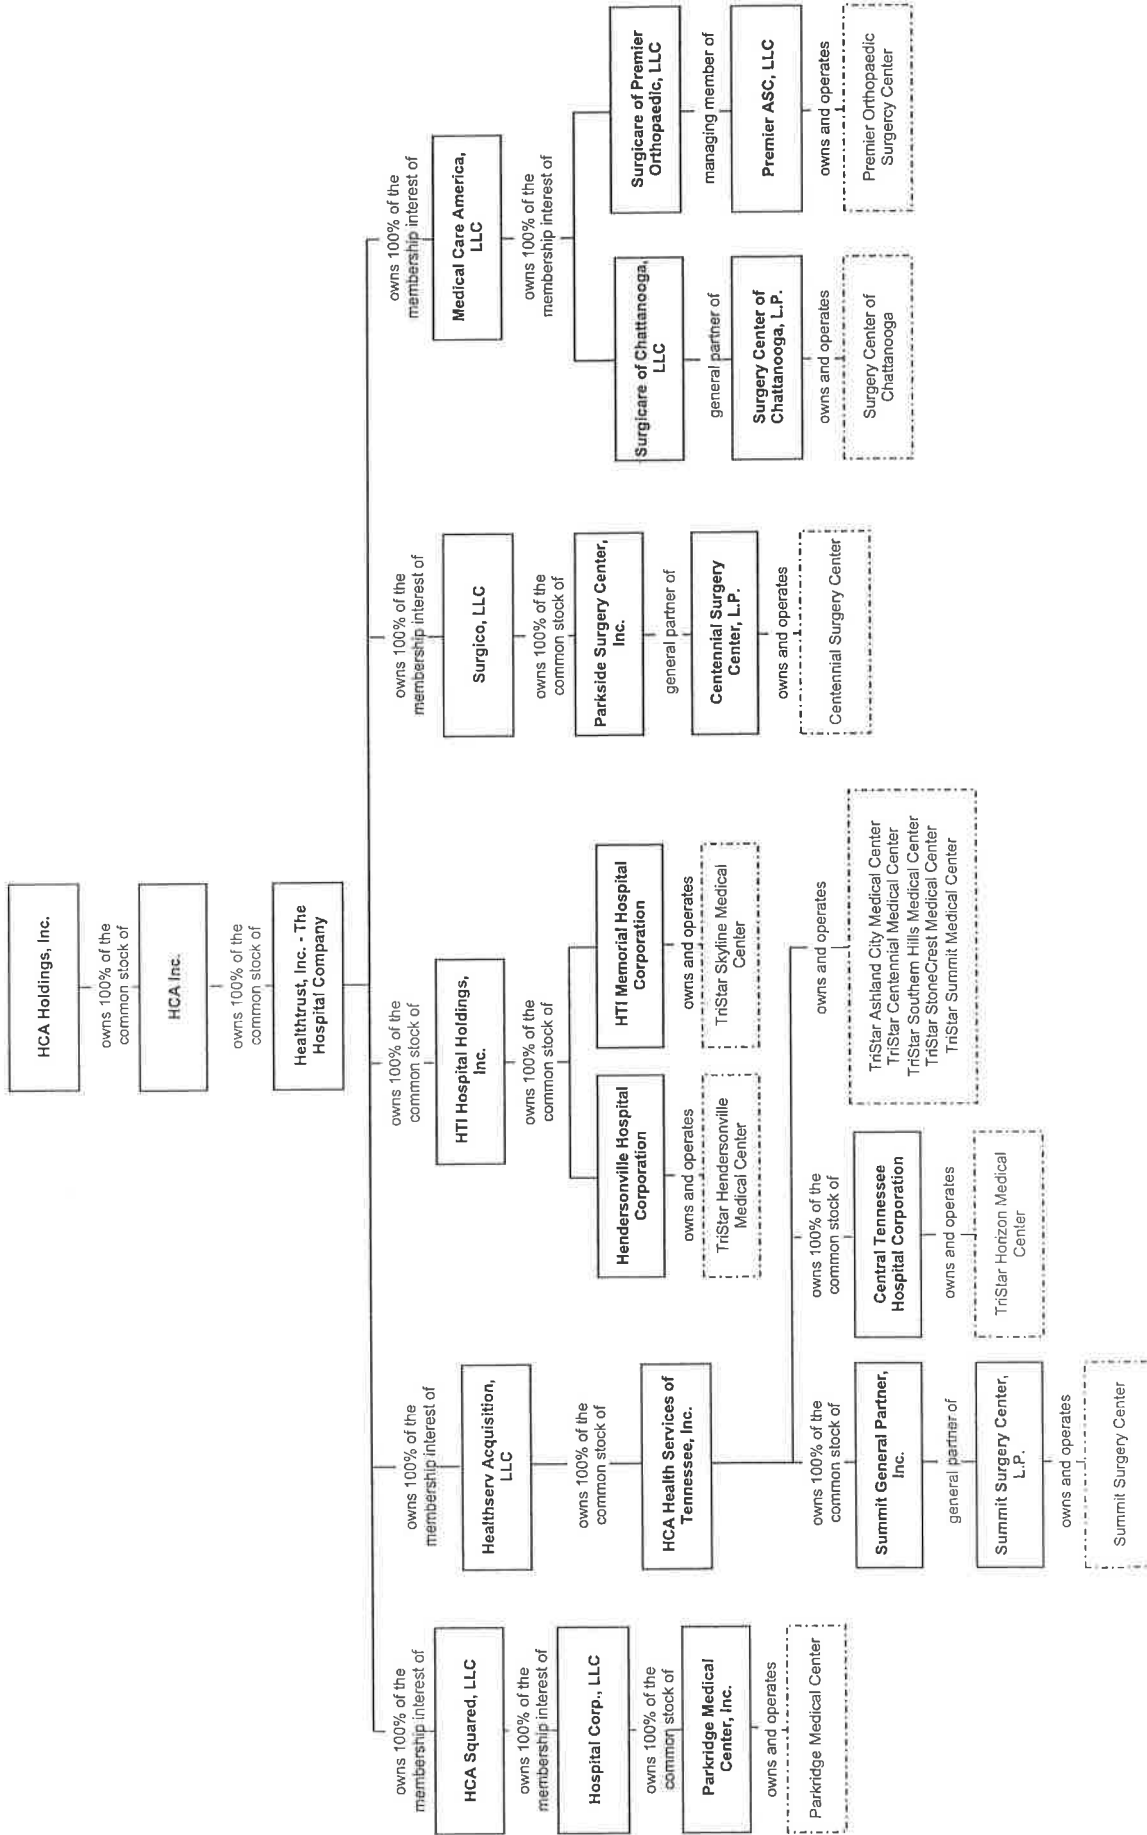 HCA Holdings, Inc.
owns 100% of the
common stock of
HCA Inc.
owns 100% of the
common stock of
Healthtrust, Inc. - The
Hospital Company
owns 100% of the
membership interest of
HCA Squared, LLC
owns 100% of the
membership interest of
Hospital Corp., LLC
owns 100% of the
common stock of
Parkridge Medical
Center, Inc.
owns and operates
Parkridge Medical Center
owns 100% of the
membership interest of
Healthserv Acquisition,
LLC
owns 100% of the
common stock of
HCA Health Services of
Tennessee, Inc.
owns 100% of the
common stock of
Summit General Partner,
Inc.
general partner of
Summit Surgery Center,
L.P.
owns and operates
Summit Surgery Center
owns 100% of the
common stock of
Central Tennessee
Hospital Corporation
owns and operates
TriStar Horizon Medical
Center
owns and operates
TriStar Ashland City Medical Center
TriStar Centennial Medical Center
TriStar Southern Hills Medical Center
TriStar StoneCrest Medical Center
TriStar Summit Medical Center
owns 100% of the
common stock of
HTI Hospital Holdings,
Inc.
owns 100% of the
common stock of
Hendersonville Hospital
Corporation
owns and operates
TriStar Hendersonville
Medical Center
HTI Memorial Hospital
Corporation
owns and operates
TriStar Skyline Medical
Center
owns 100% of the
membership interest of
Surgico, LLC
owns 100% of the
common stock of
Parkside Surgery Center,
Inc.
general partner of
Centennial Surgery
Center, L.P.
owns and operates
Centennial Surgery Center
owns 100% of the
membership interest of
Medical Care America,
LLC
owns 100% of the
membership interest of
Surgicare of Chattanooga,
LLC
general partner of
Surgery Center of
Chattanooga, L.P.
owns and operates
Surgery Center of
Chattanooga
Surgicare of Premier
Orthopaedic, LLC
managing member of
Premier ASC, LLC
owns and operates
Premier Orthopaedic
Surgercy Center